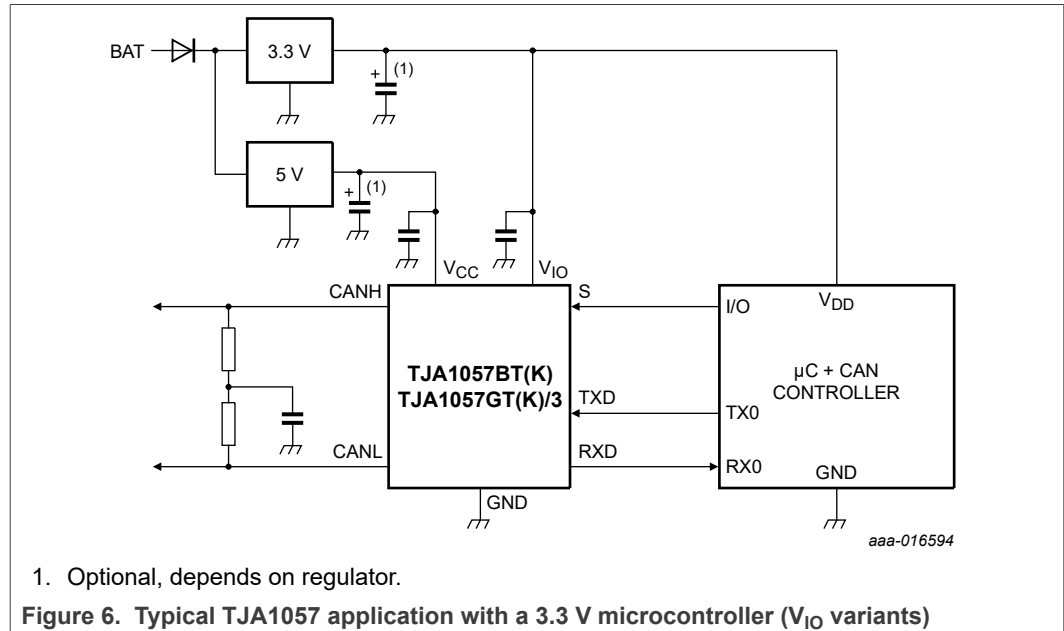 BAT
3.3 V
+
(1)
5 V
+
(1)
VCC
VIO
CANH
S
I/O
VDD
TJA1057BT(K)
TJA1057GT(K)/3
µC + CAN
CONTROLLER
TXD
TX0
CANL
RXD
RX0
GND
GND
aaa-016594
1. Optional, depends on regulator.
Figure 6. Typical TJA1057 application with a 3.3 V microcontroller (VIO variants)